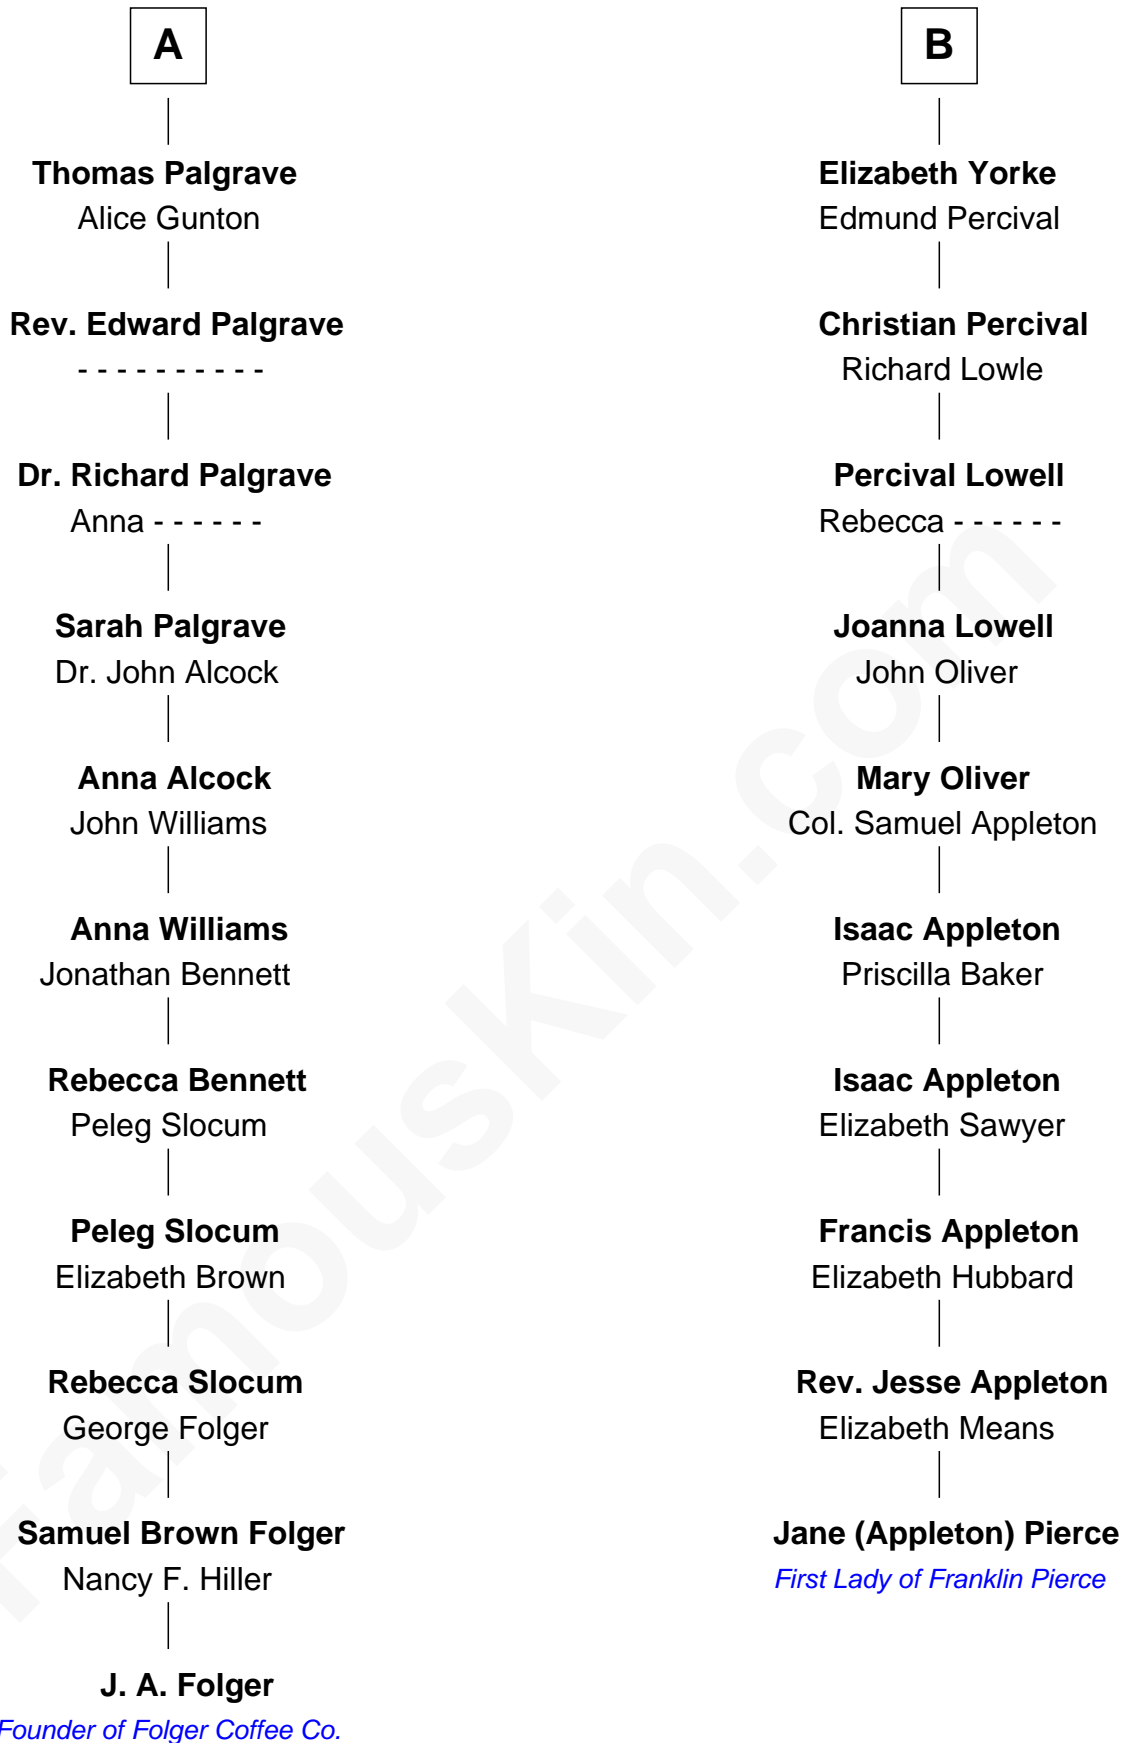 A
Thomas Palgrave
Alice Gunton
Rev. Edward Palgrave
- - - - - - - - - -
Dr. Richard Palgrave
Anna - - - - - -
Sarah Palgrave
Dr. John Alcock
Anna Alcock
John Williams
Anna Williams
Jonathan Bennett
Rebecca Bennett
Peleg Slocum
Peleg Slocum
Elizabeth Brown
Rebecca Slocum
George Folger
Samuel Brown Folger
Nancy F. Hiller
J. A. Folger
Founder of Folger Coffee Co.
B
Elizabeth Yorke
Edmund Percival
Christian Percival
Richard Lowle
Percival Lowell
Rebecca - - - - - -
Joanna Lowell
John Oliver
Mary Oliver
Col. Samuel Appleton
Isaac Appleton
Priscilla Baker
Isaac Appleton
Elizabeth Sawyer
Francis Appleton
Elizabeth Hubbard
Rev. Jesse Appleton
Elizabeth Means
Jane (Appleton) Pierce
First Lady of Franklin Pierce
FamousKin.com